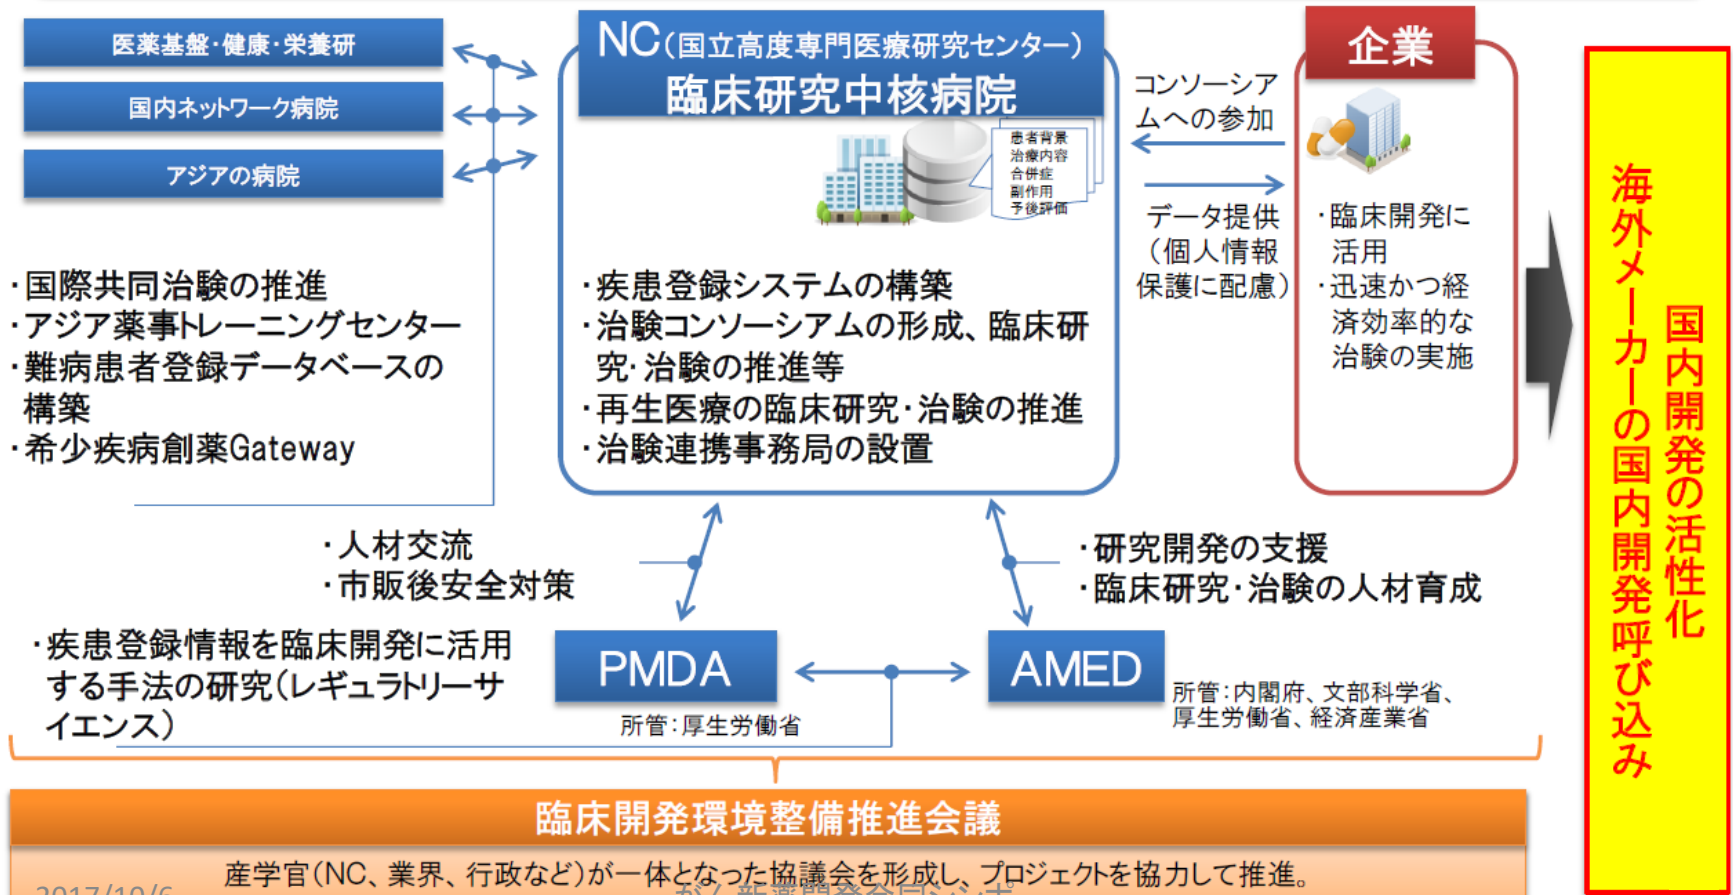 医薬基盤・健康・栄養研
国内ネットワーク病院
アジアの病院
・国際共同治験の推進
・アジア薬事トレーニングセンター
・難病患者登録データベースの
構築
・希少疾病創薬Gateway
NC(国立高度専門医療研究センター)
臨床研究中核病院
患者背景
治療内容
合併症
副作用
予後評価
・疾患登録システムの構築
・治験コンソーシアムの形成、臨床研
究・治験の推進等
・再生医療の臨床研究・治験の推進
・治験連携事務局の設置
コンソーシア
ムへの参加
データ提供
（個人情報
保護に配慮）
企業
・臨床開発に
活用
・迅速かつ経
済効率的な
治験の実施
国内開発の活性化
海外メーカーの国内開発呼び込み
・人材交流
・市販後安全対策
・研究開発の支援
・臨床研究・治験の人材育成
・疾患登録情報を臨床開発に活用
する手法の研究（レギュラトリーサ
イエンス）
PMDA
所管：厚生労働省
AMED
所管：内閣府、文部科学省、
厚生労働省、経済産業省
臨床開発環境整備推進会議
産学官（NC、業界、行政など）が一体となった協議会を形成し、プロジェクトを協力して推進。
2017/10/6
がん新薬開発合同シンポ